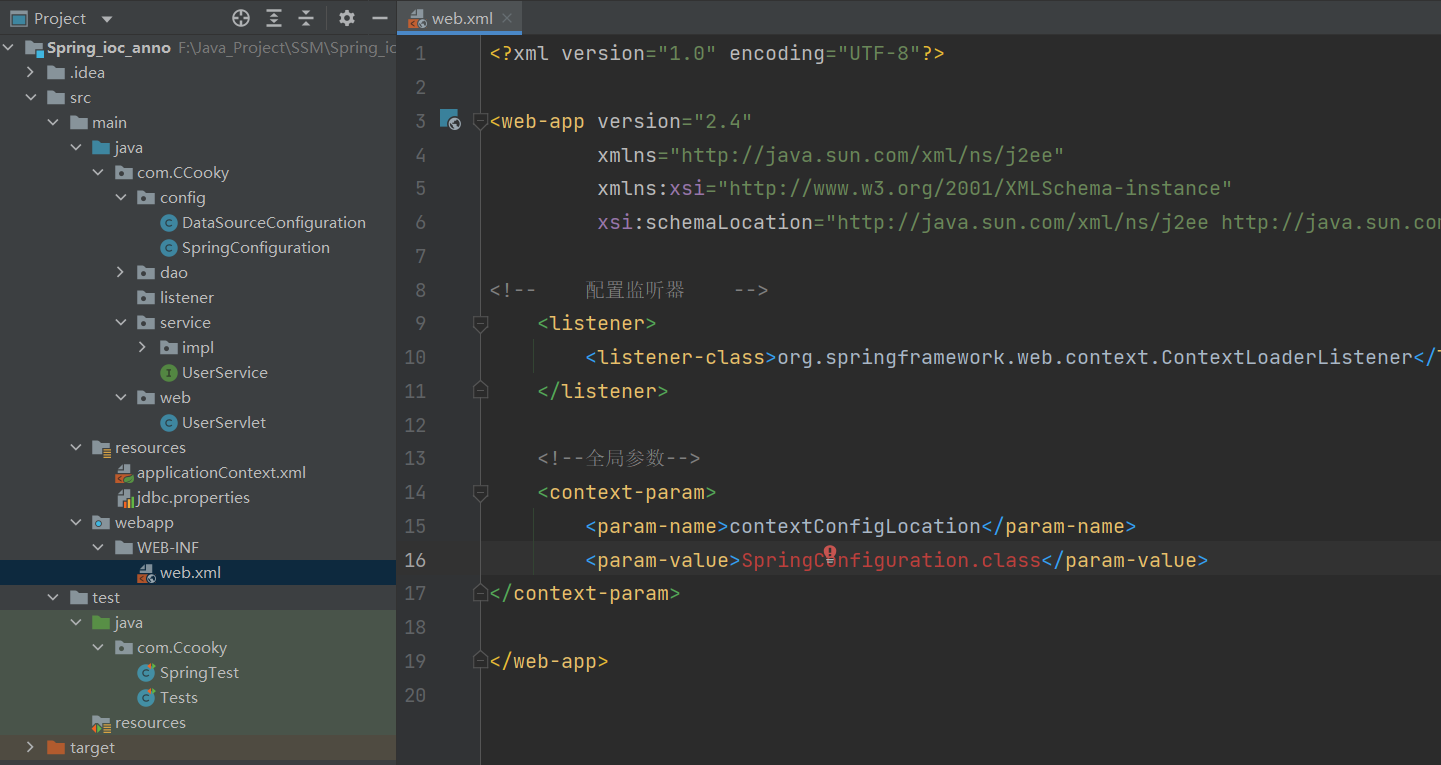 Project
Spring_ioc_anno F:\Java_Project\SSM\Spring_io
.idea
src
main
java
com.CCooky
config
DataSourceConfiguration
SpringConfiguration
dao
listener
service
impl
UserService
web
UserServlet
resources
applicationContext.xml
jdbc.properties
webapp
WEB-INF
web.xml
test
java
com.Ccooky
SpringTest
Tests
resources
target
web.xml
1 <?xml version="1.0" encoding="UTF-8"?>
2
3 <web-app version="2.4"
4 xmlns="http://java.sun.com/xml/ns/j2ee"
5 xmlns:xsi="http://www.w3.org/2001/XMLSchema-instance"
6 xsi:schemaLocation="http://java.sun.com/xml/ns/j2ee http://java.sun.com
7
8 <!-- 配置监听器 -->
9 <listener>
10 <listener-class>org.springframework.web.context.ContextLoaderListener</
11 </listener>
12
13 <!--全局参数-->
14 <context-param>
15 <param-name>contextConfigLocation</param-name>
16 <param-value>SpringConfiguration.class</param-value>
17 </context-param>
18
19 </web-app>
20